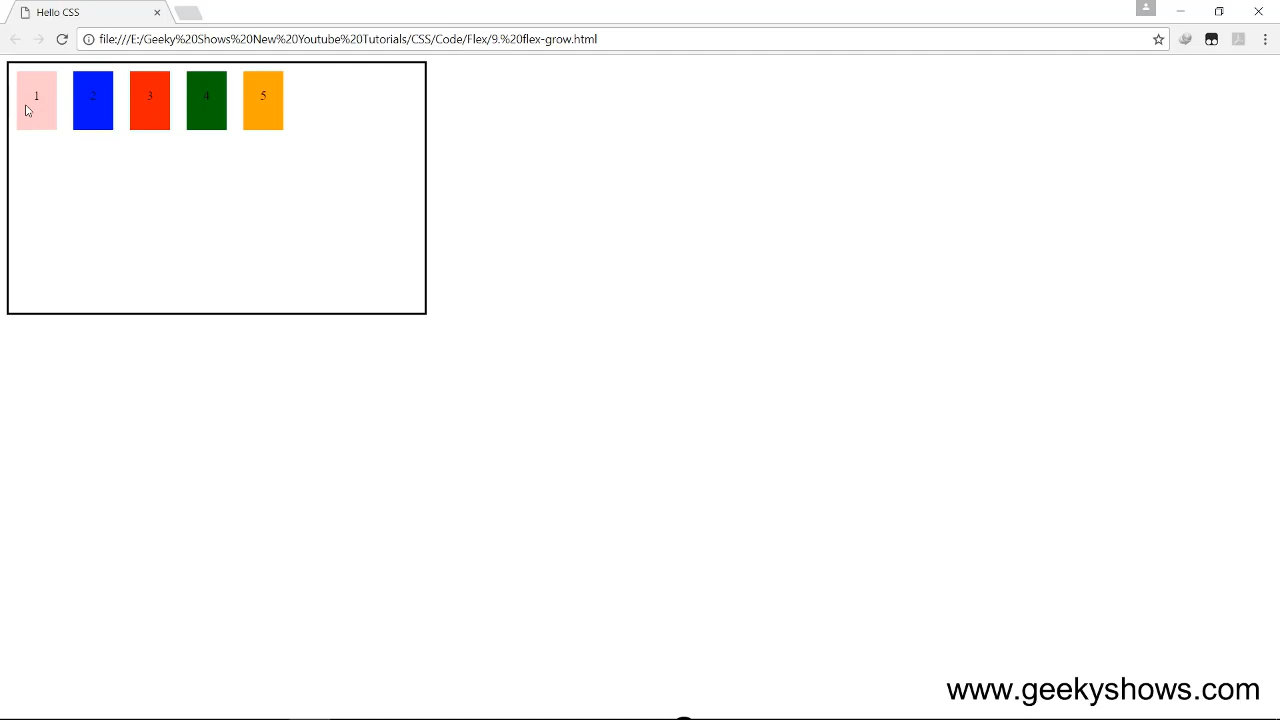 Hello CSS
file:///E:/Geeky%20Shows%20New%20Youtube%20Tutorials/CSS/Code/Flex/9.%20flex-grow.html
1 2 3 4 5
www.geekyshows.com